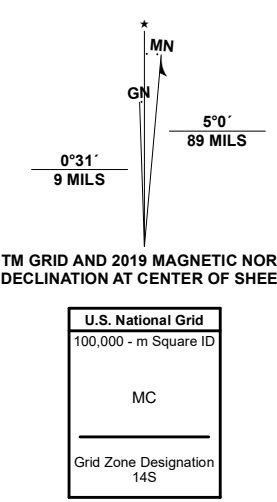 ★
MN
GN
5°0´
89 MILS
0°31´
9 MILS
TM GRID AND 2019 MAGNETIC NOR
DECLINATION AT CENTER OF SHEE
U.S. National Grid
100,000 - m Square ID
MC
Grid Zone Designation
14S